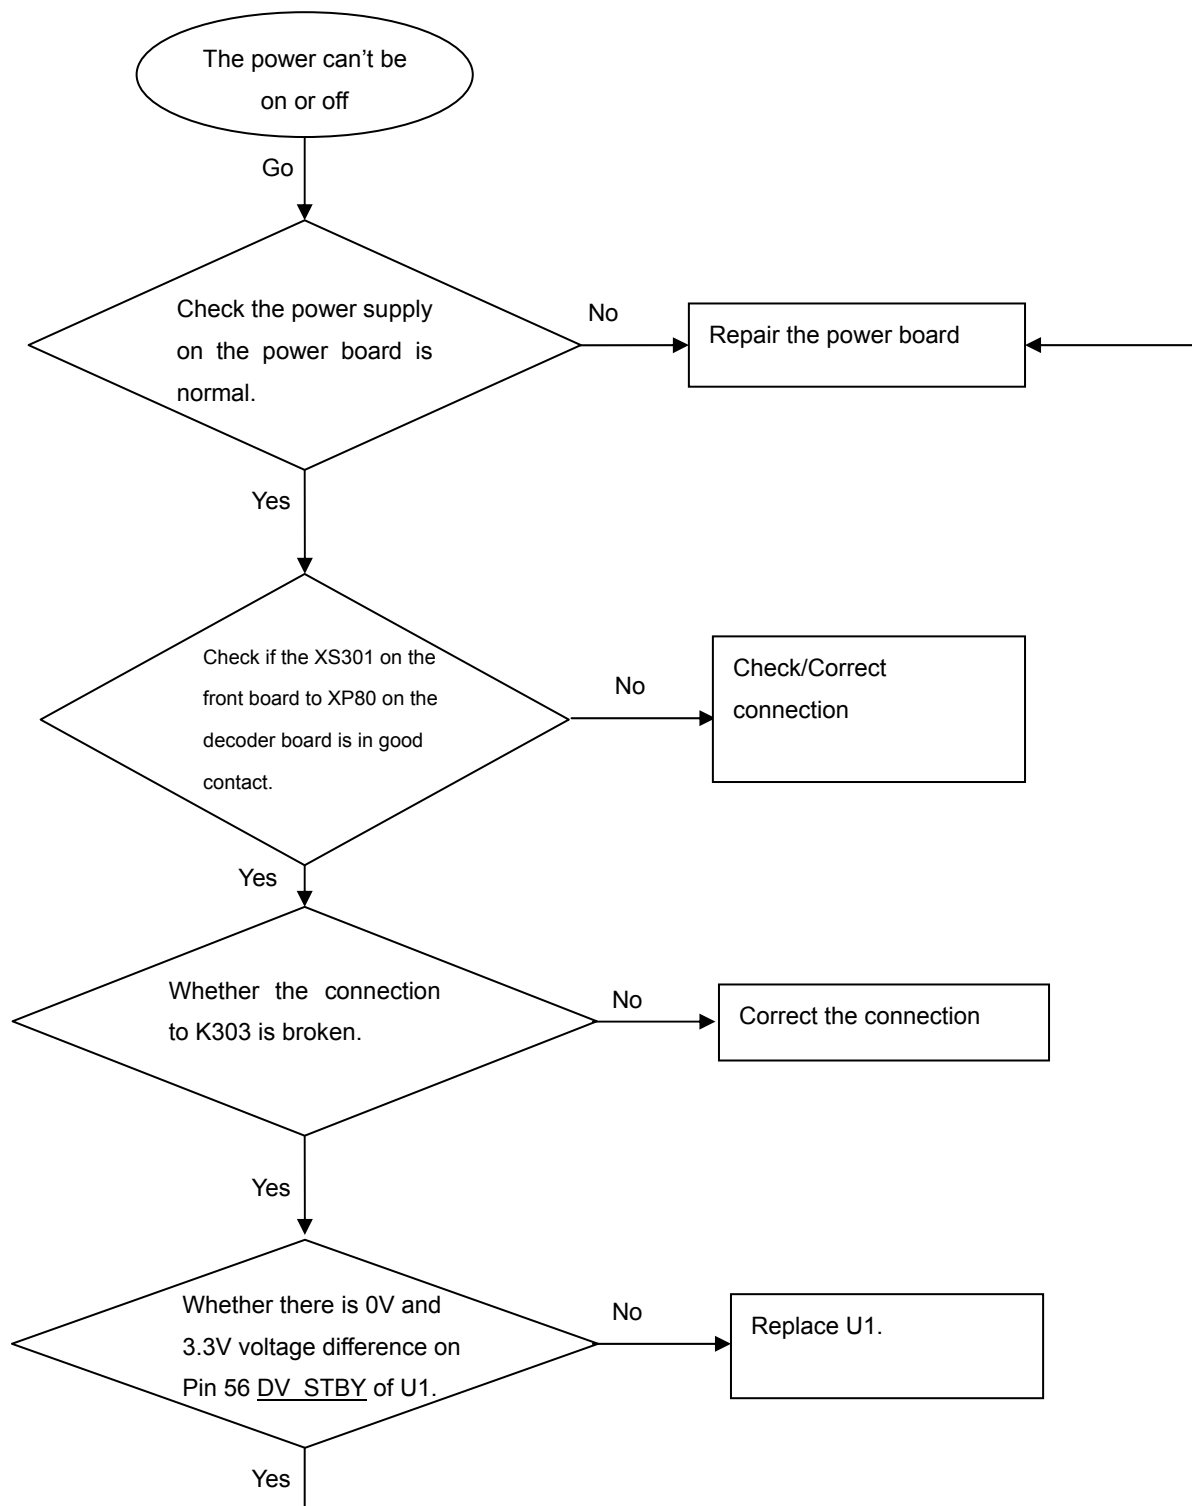 The power can’t be
on or off
Go
Check the power supply
on the power board is
normal.
No
Repair the power board
Yes
Check if the XS301 on the
front board to XP80 on the
decoder board is in good
contact.
No
Check/Correct
connection
Yes
Whether the connection
to K303 is broken.
No
Correct the connection
Yes
Whether there is 0V and
3.3V voltage difference on
Pin 56 DV_STBY of U1.
No
Replace U1.
Yes